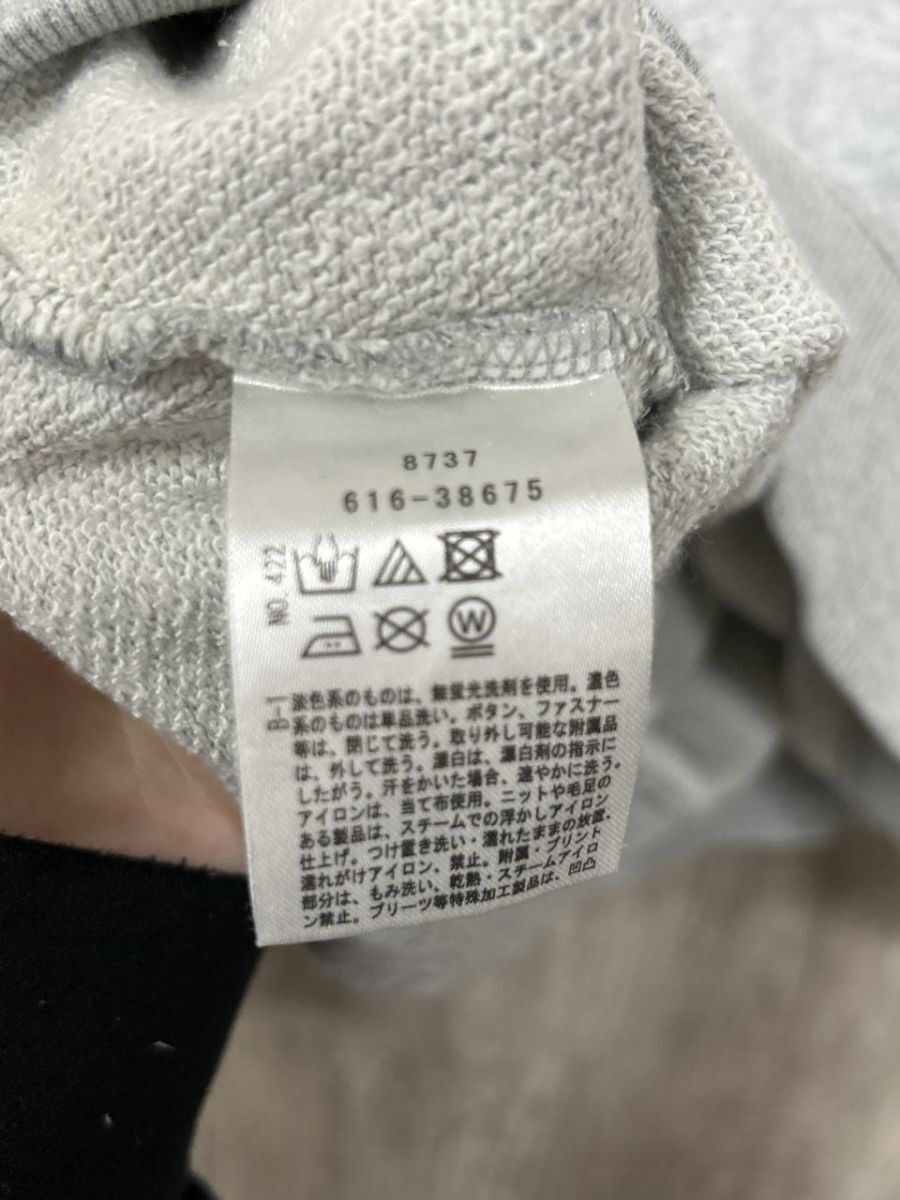 8737
616-38675
NO. 422
W
B-1
淡色系のものは、無蛍光洗剤を使用。濃色
系のものは単品洗い。ボタン、ファスナー
等は、閉じて洗う。取り外し可能な附属品
は、外して洗う。漂白は、漂白剤の指示に
したがう。汗をかいた場合、速やかに洗う。
アイロンは、当て布使用。ニットや毛足の
ある製品は、スチームでの浮かしアイロン
仕上げ。つけ置き洗い・濡れたままの放置、
濡れがけアイロン、禁止。附属・プリント
部分は、もみ洗い、乾熱・スチームアイロ
ン禁止。プリーツ等特殊加工製品は、凹凸